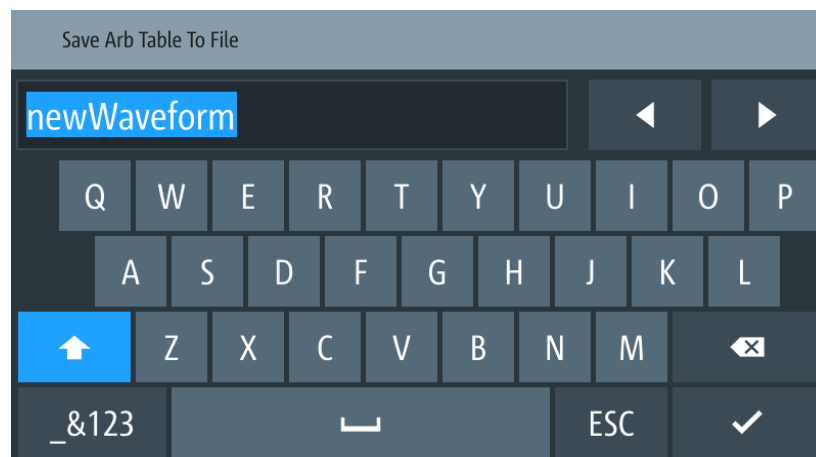 Save Arb Table To File
newWaveform
Q W E R T Y U I O P
A S D F G H J K L
Z X C V B N M
_&123 ESC